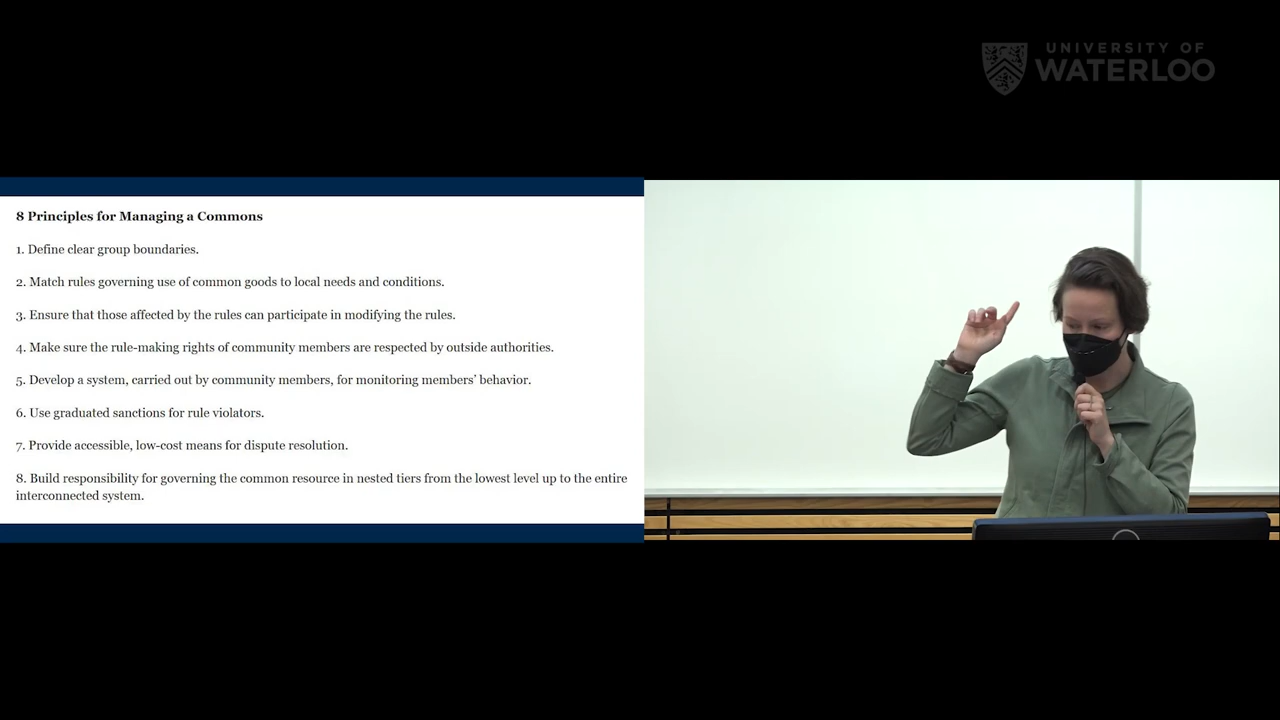 UNIVERSITY OF
WATERLOO
8 Principles for Managing a Commons
1. Define clear group boundaries.
2. Match rules governing use of common goods to local needs and conditions.
3. Ensure that those affected by the rules can participate in modifying the rules.
4. Make sure the rule-making rights of community members are respected by outside authorities.
5. Develop a system, carried out by community members, for monitoring members’ behavior.
6. Use graduated sanctions for rule violators.
7. Provide accessible, low-cost means for dispute resolution.
8. Build responsibility for governing the common resource in nested tiers from the lowest level up to the entire
interconnected system.